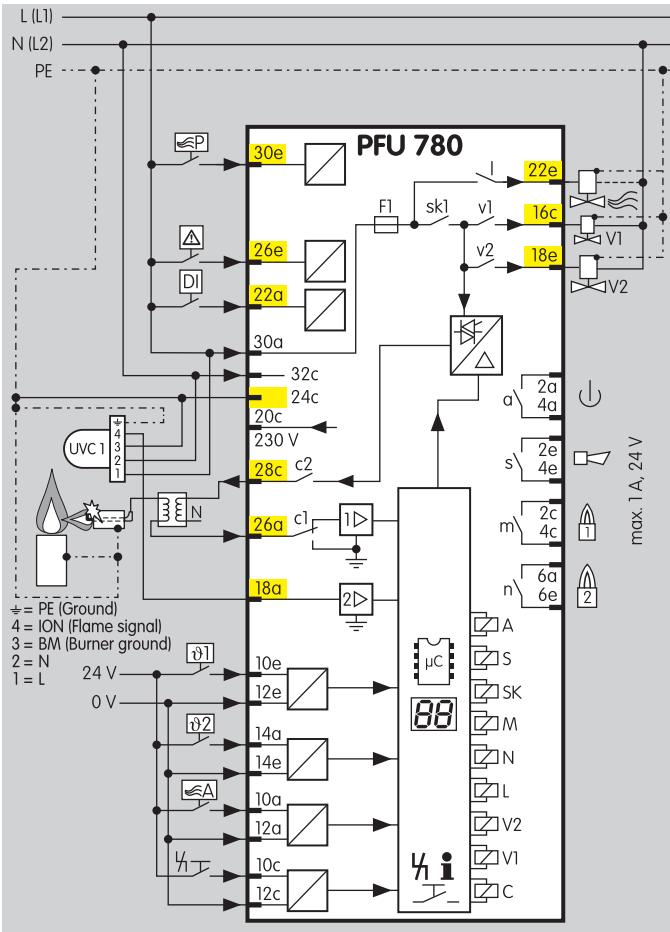 L (L1)
N (L2)
PE
PFU 780
P
30e
I
22e
F1
sk1
v1
16c
V1
26e
v2
18e
V2
DI
22a
30a
32c
24c
20c
230 V
a
2a
4a
UVC 1
4
3
2
1
28c
c2
s
2e
4e
N
26a
c1
1
m
2c
4c
1
18a
2
n
6a
6e
2
max. 1 A, 24 V
= PE (Ground)
4 = ION (Flame signal)
3 = BM (Burner ground)
2 = N
1 = L
24 V
0 V
ϑ1
10e
12e
ϑ2
14a
14e
A
10a
12a
10c
12c
µC
88
i
A
S
SK
M
N
L
V2
V1
C